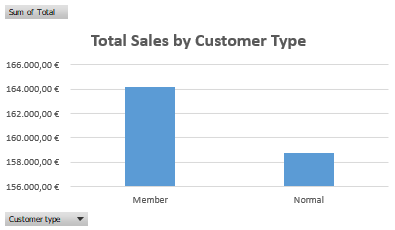 Sum of Total
Total Sales by Customer Type
166.000,00 €
164.000,00 €
162.000,00 €
160.000,00 €
158.000,00 €
156.000,00 €
Member Normal
Customer type